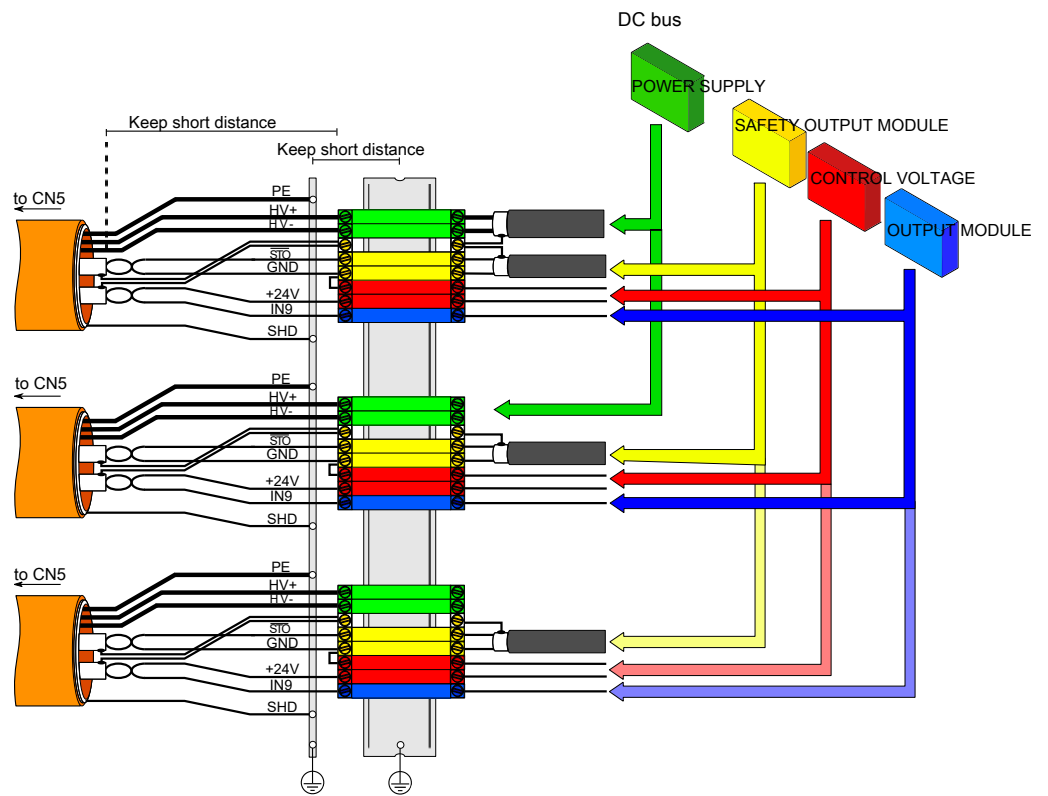 DC bus
POWER SUPPLY
SAFETY OUTPUT MODULE
CONTROL VOLTAGE
OUTPUT MODULE
Keep short distance
Keep short distance
to CN5
PE
HV+
HV-
STO
GND
+24V
IN9
SHD
to CN5
PE
HV+
HV-
STO
GND
+24V
IN9
SHD
to CN5
PE
HV+
HV-
STO
GND
+24V
IN9
SHD